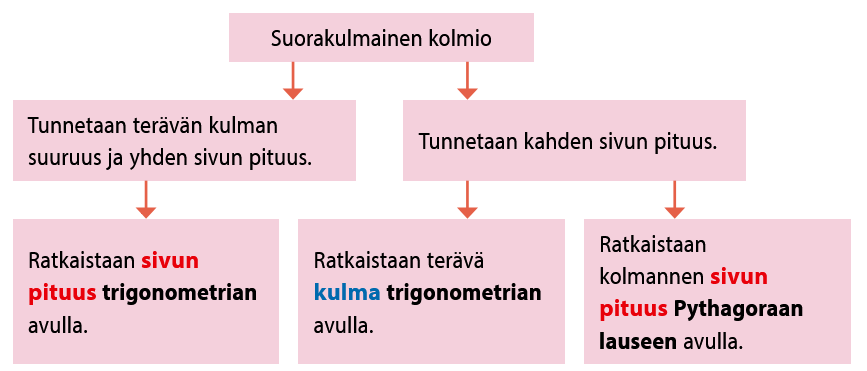 Suorakulmainen kolmio
Tunnetaan terävän kulman
suuruus ja yhden sivun pituus.
Tunnetaan kahden sivun pituus.
Ratkaistaan sivun
pituus trigonometrian
avulla.
Ratkaistaan terävä
kulma trigonometrian
avulla.
Ratkaistaan
kolmannen sivun
pituus Pythagoraan
lauseen avulla.